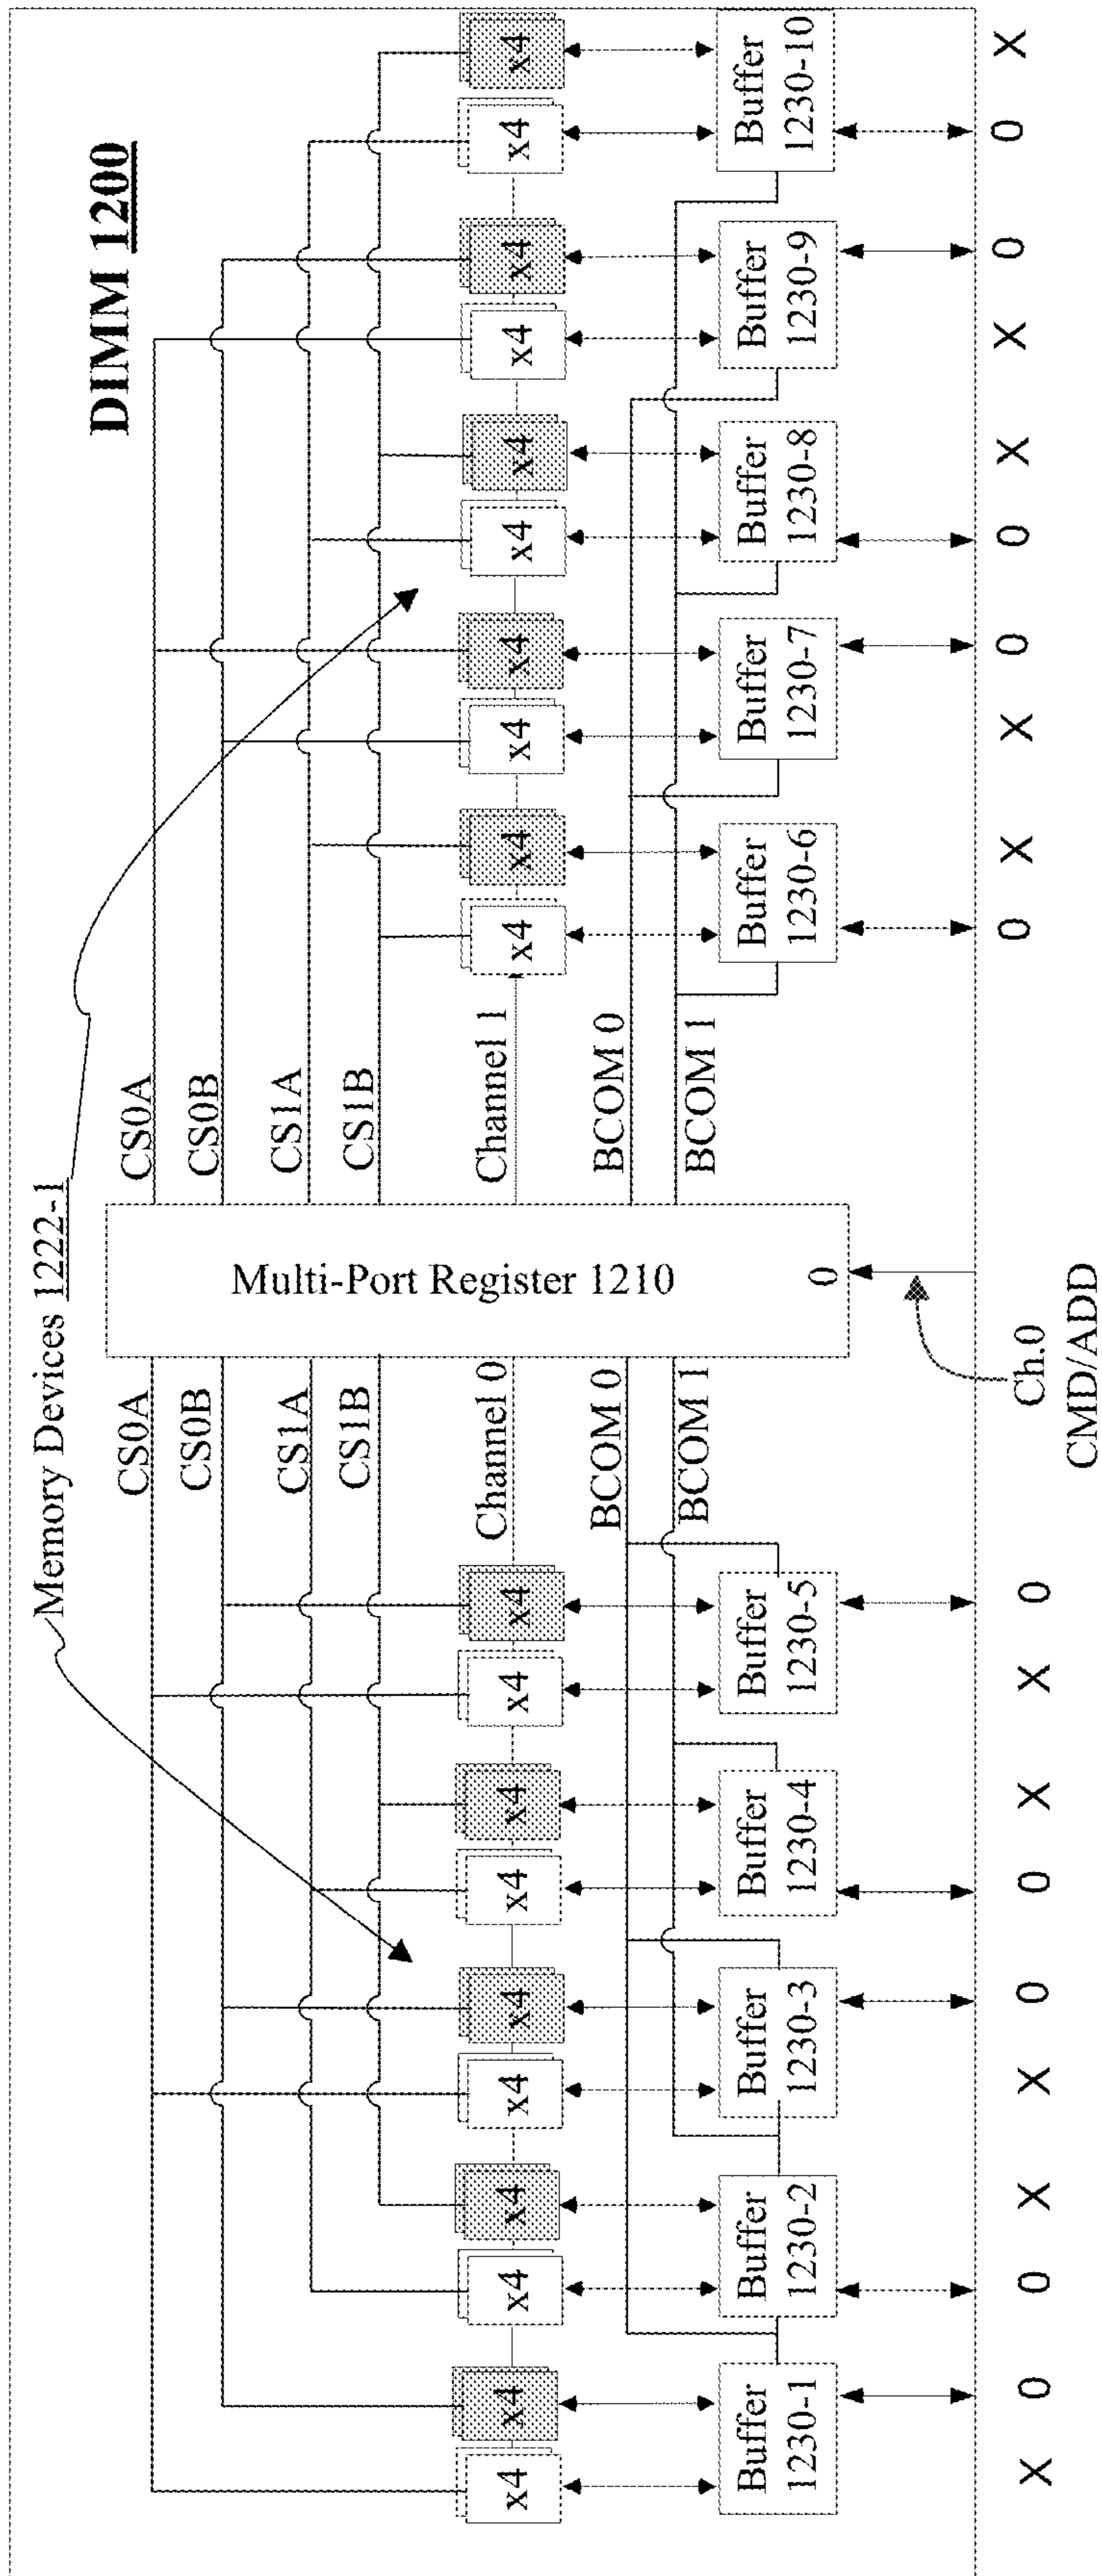 DIMM 1200
Memory Devices 1222-1
CS0A
CS0A
CS0B
CS0B
CS1A
CS1A
CS1B
CS1B
Channel 0
Channel 1
x4 x4 x4 x4 x4 x4 x4 x4 x4 x4
x4 x4 x4 x4 x4 x4 x4 x4 x4 x4
Multi-Port Register 1210
0
BCOM 0
BCOM 0
BCOM 1
BCOM 1
Buffer
1230-1
Buffer
1230-2
Buffer
1230-3
Buffer
1230-4
Buffer
1230-5
Buffer
1230-6
Buffer
1230-7
Buffer
1230-8
Buffer
1230-9
Buffer
1230-10
X 0 0 X X 0 0 X X 0
0 X X 0 0 X X 0 0 X
Ch.0
CMD/ADD